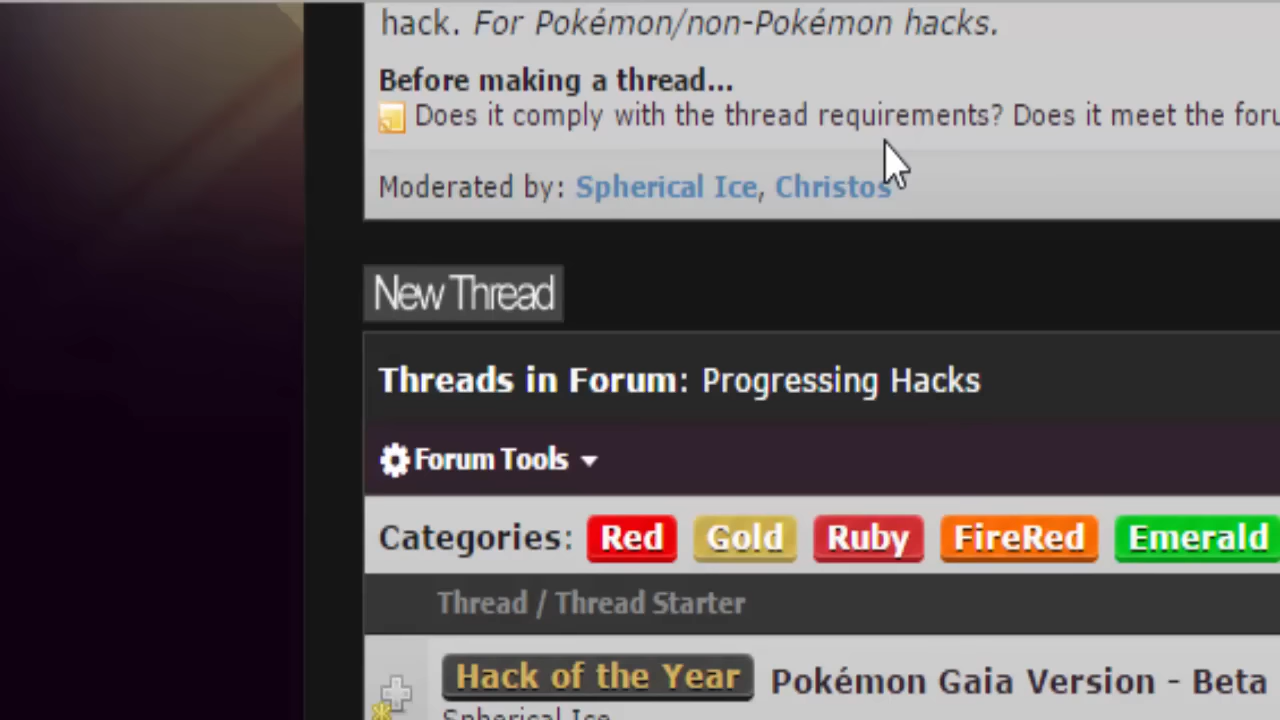 hack. For Pokémon/non-Pokémon hacks.
Before making a thread...
Does it comply with the thread requirements? Does it meet the
Moderated by: Spherical Ice, Christos
New Thread
Threads in Forum: Progressing Hacks
Forum Tools
Categories: Red Gold Ruby FireRed Emerald
Thread / Thread Starter
Hack of the Year Pokémon Gaia Version - Beta
Spherical Ice